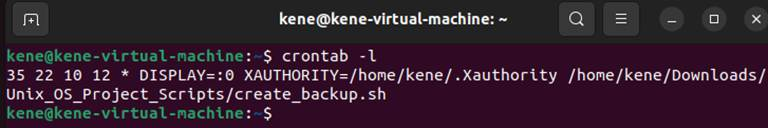 kene@kene-virtual-machine: ~
kene@kene-virtual-machine:~$ crontab -l
35 22 10 12 * DISPLAY=:0 XAUTHORITY=/home/kene/.Xauthority /home/kene/Downloads/
Unix_OS_Project_Scripts/create_backup.sh
kene@kene-virtual-machine:~$